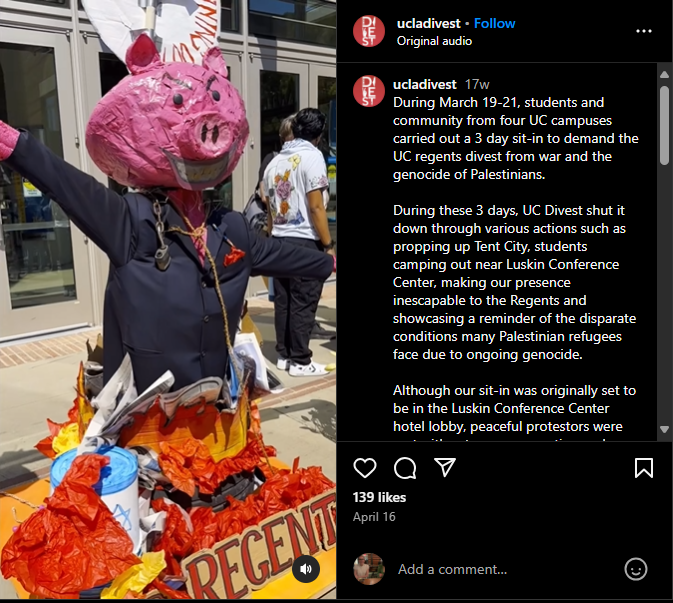 WINNING
ucladivest • Follow
Original audio
DIVEST
ucladivest 17w
During March 19-21, students and
community from four UC campuses
carried out a 3 day sit-in to demand the
UC regents divest from war and the
genocide of Palestinians.
During these 3 days, UC Divest shut it
down through various actions such as
propping up Tent City, students
camping out near Luskin Conference
Center, making our presence
inescapable to the Regents and
showcasing a reminder of the disparate
conditions many Palestinian refugees
face due to ongoing genocide.
Although our sit-in was originally set to
be in the Luskin Conference Center
hotel lobby, peaceful protestors were
139 likes
April 16
Add a comment...
REGENT